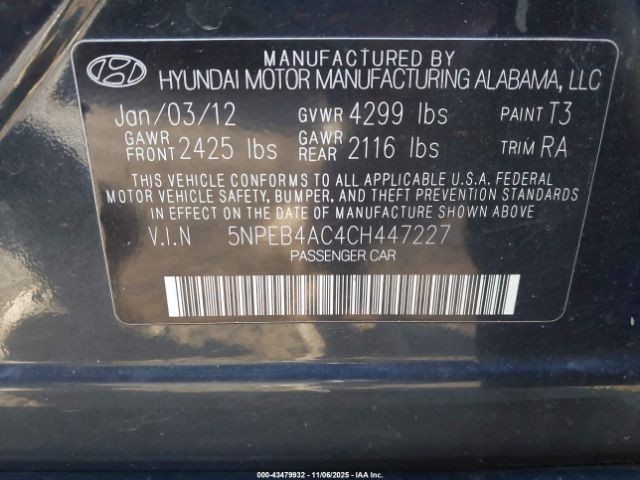 MANUFACTURED BY
HYUNDAI MOTOR MANUFACTURING ALABAMA, LLC
Jan/03/12 GVWR 4299 lbs PAINT T3
GAWR FRONT 2425 lbs GAWR REAR 2116 lbs TRIM RA
THIS VEHICLE CONFORMS TO ALL APPLICABLE U.S.A. FEDERAL
MOTOR VEHICLE SAFETY, BUMPER, AND THEFT PREVENTION STANDARDS
IN EFFECT ON THE DATE OF MANUFACTURE SHOWN ABOVE.
V.I.N 5NPEB4AC4CH447227
PASSENGER CAR
000-43479932 - 11/06/2025 - IAA Inc.